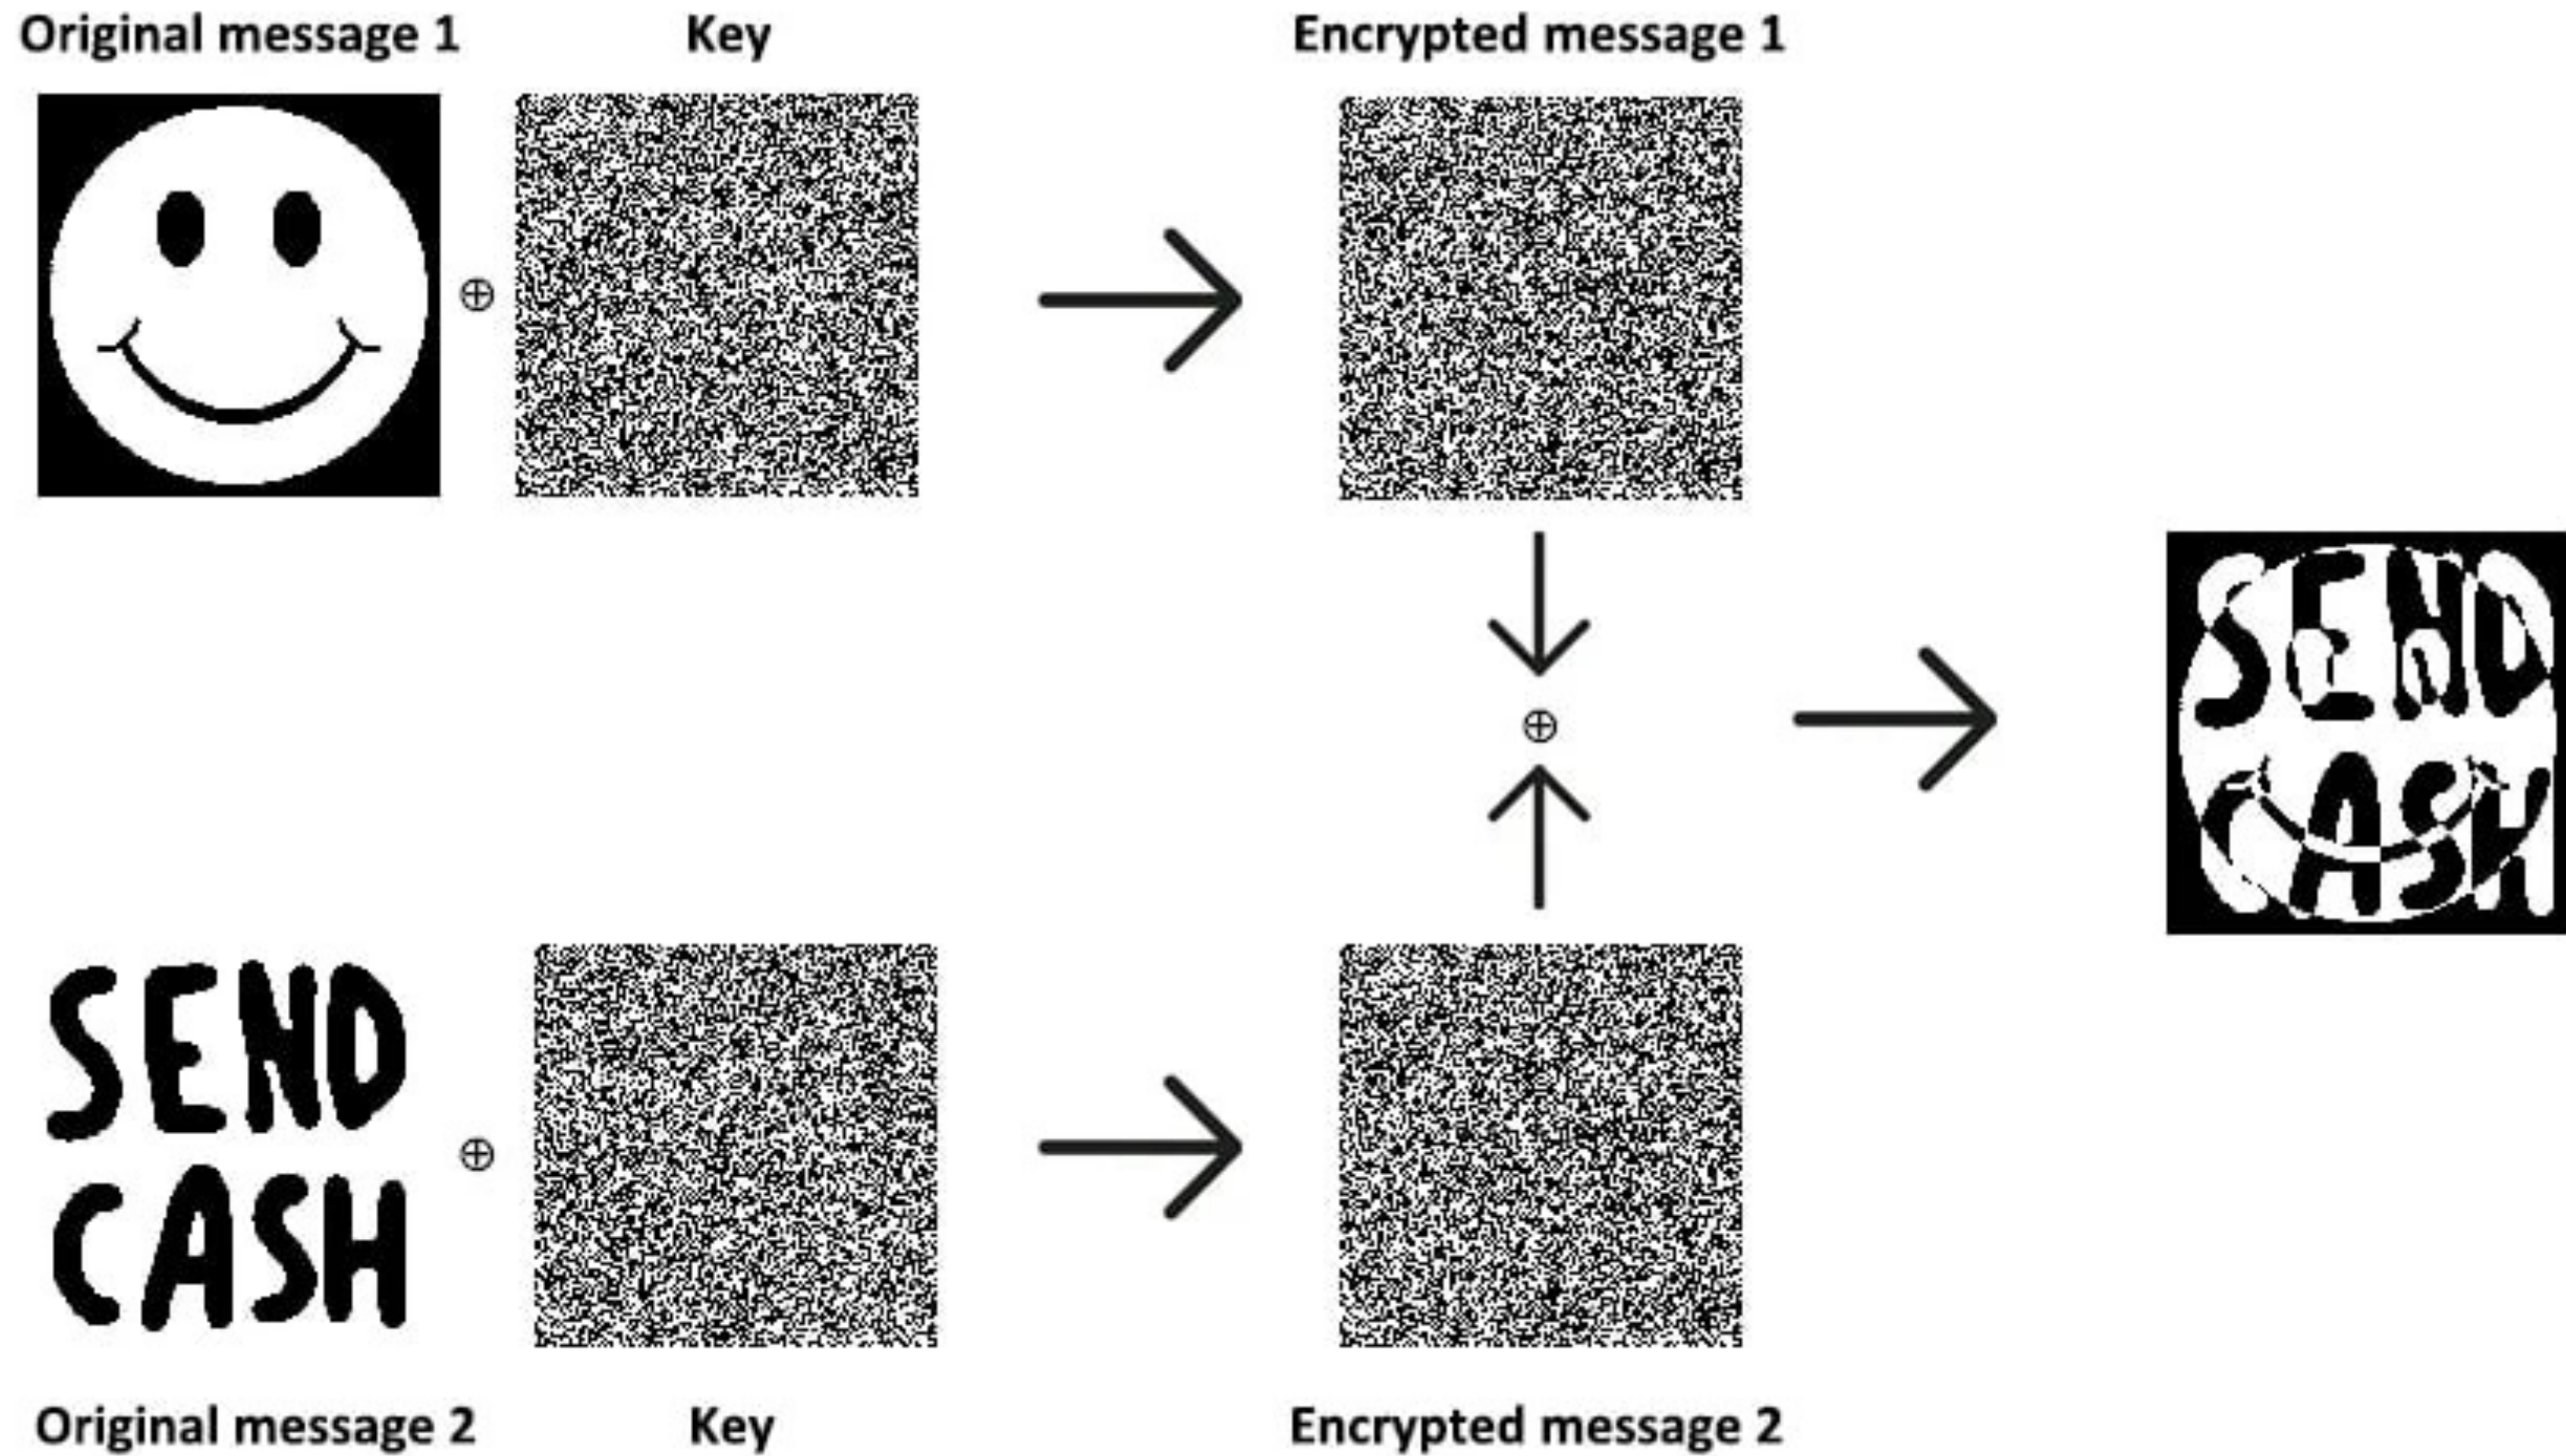 Original message 1
Key
Encrypted message 1
⊕
⊕
SEND
CASH
SEND
CASH
⊕
Original message 2
Key
Encrypted message 2